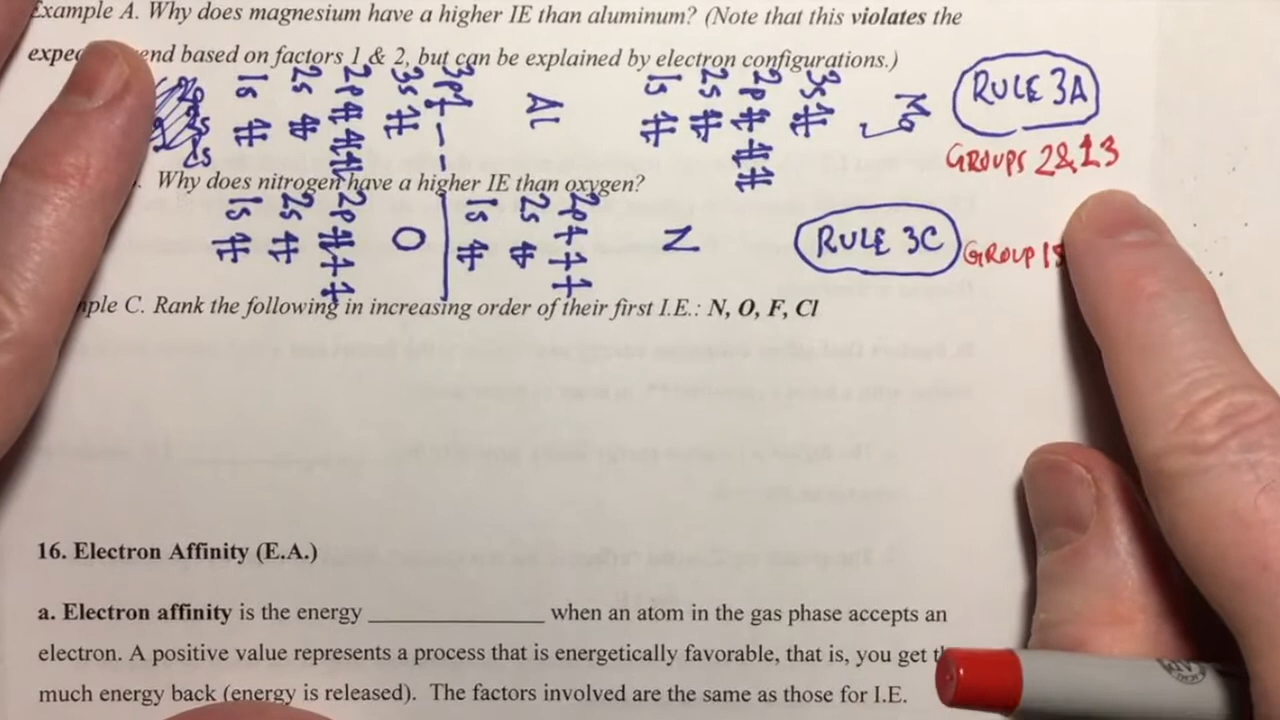 Example A. Why does magnesium have a higher IE than aluminum? (Note that this violates the
expec end based on factors 1 & 2, but can be explained by electron configurations.)
1s 2s 2p 3s 3p Al 1s 2s 2p 3s Mg RULE 3A
GROUPS 2&13
. Why does nitrogen have a higher IE than oxygen?
1s 2s 2p O 1s 2s 2p N RULE 3C GROUP 15
ple C. Rank the following in increasing order of their first I.E.: N, O, F, Cl
16. Electron Affinity (E.A.)
a. Electron affinity is the energy ________________ when an atom in the gas phase accepts an
electron. A positive value represents a process that is energetically favorable, that is, you get
much energy back (energy is released). The factors involved are the same as those for I.E.